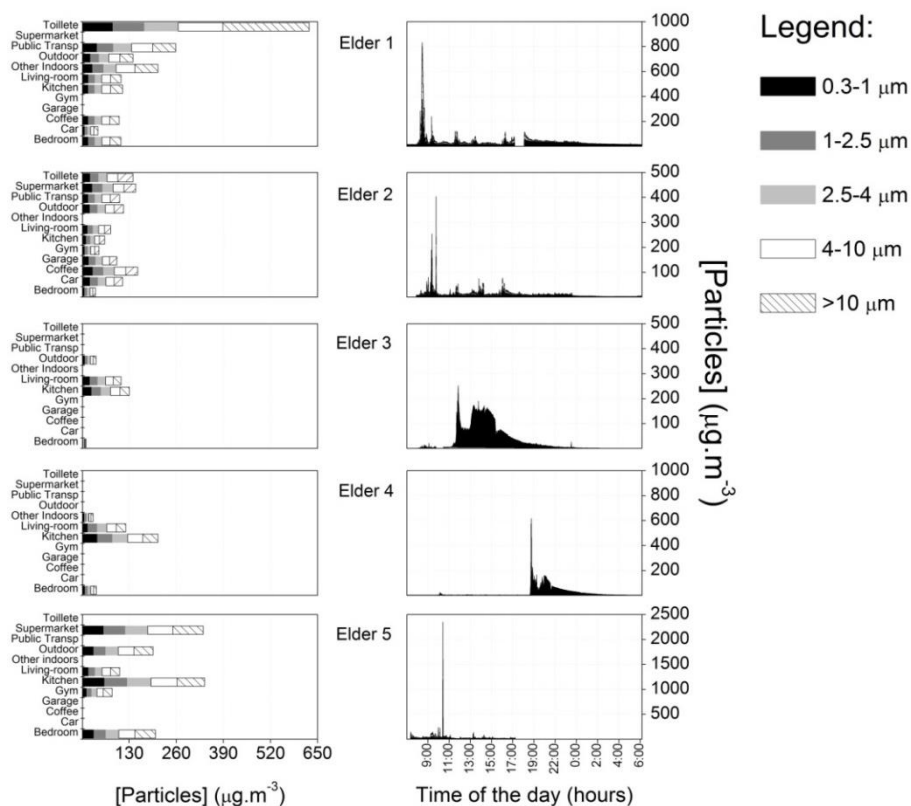 Toillete
Supermarket
Public Transp
Outdoor
Other Indoors
Living-room
Kitchen
Gym
Garage
Coffee
Car
Bedroom
Elder 1
1000
800
600
400
200
Toillete
Supermarket
Public Transp
Outdoor
Other Indoors
Living-room
Kitchen
Gym
Garage
Coffee
Car
Bedroom
Elder 2
500
400
300
200
100
Toillete
Supermarket
Public Transp
Outdoor
Other Indoors
Living-room
Kitchen
Gym
Garage
Coffee
Car
Bedroom
Elder 3
500
400
300
200
100
Toillete
Supermarket
Public Transp
Outdoor
Other Indoors
Living-room
Kitchen
Gym
Garage
Coffee
Car
Bedroom
Elder 4
1000
800
600
400
200
Toillete
Supermarket
Public Transp
Outdoor
Other indoors
Living-room
Kitchen
Gym
Garage
Coffee
Car
Bedroom
Elder 5
2500
2000
1500
1000
500
130 260 390 520 650
9:00 11:00 13:00 15:00 17:00 19:00 21:00 23:00 0:00 2:00 4:00 6:00
[Particles] (μg.m⁻³)
Time of the day (hours)
[Particles] (μg.m⁻³)
Legend:
0.3-1 μm
1-2.5 μm
2.5-4 μm
4-10 μm
>10 μm